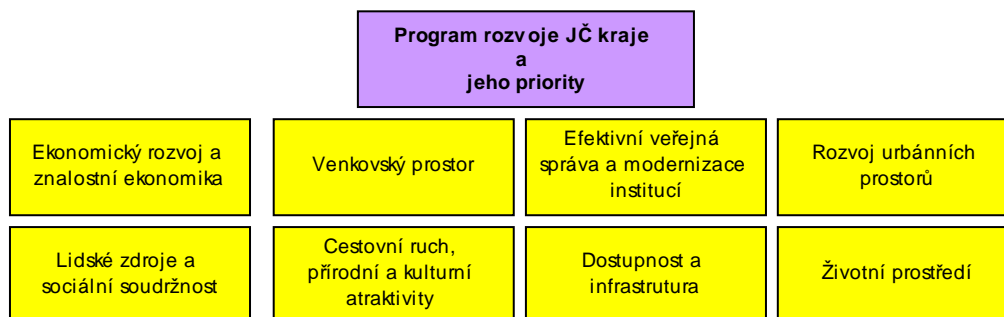 Program rozvoje JČ kraje
a
jeho priority
Ekonomický rozvoj a
znalostní ekonomika
Venkovský prostor
Efektivní veřejná
správa a modernizace
institucí
Rozvoj urbánních
prostorů
Lidské zdroje a
sociální soudržnost
Cestovní ruch,
přírodní a kulturní
atraktivity
Dostupnost a
infrastrutura
Životní prostředí